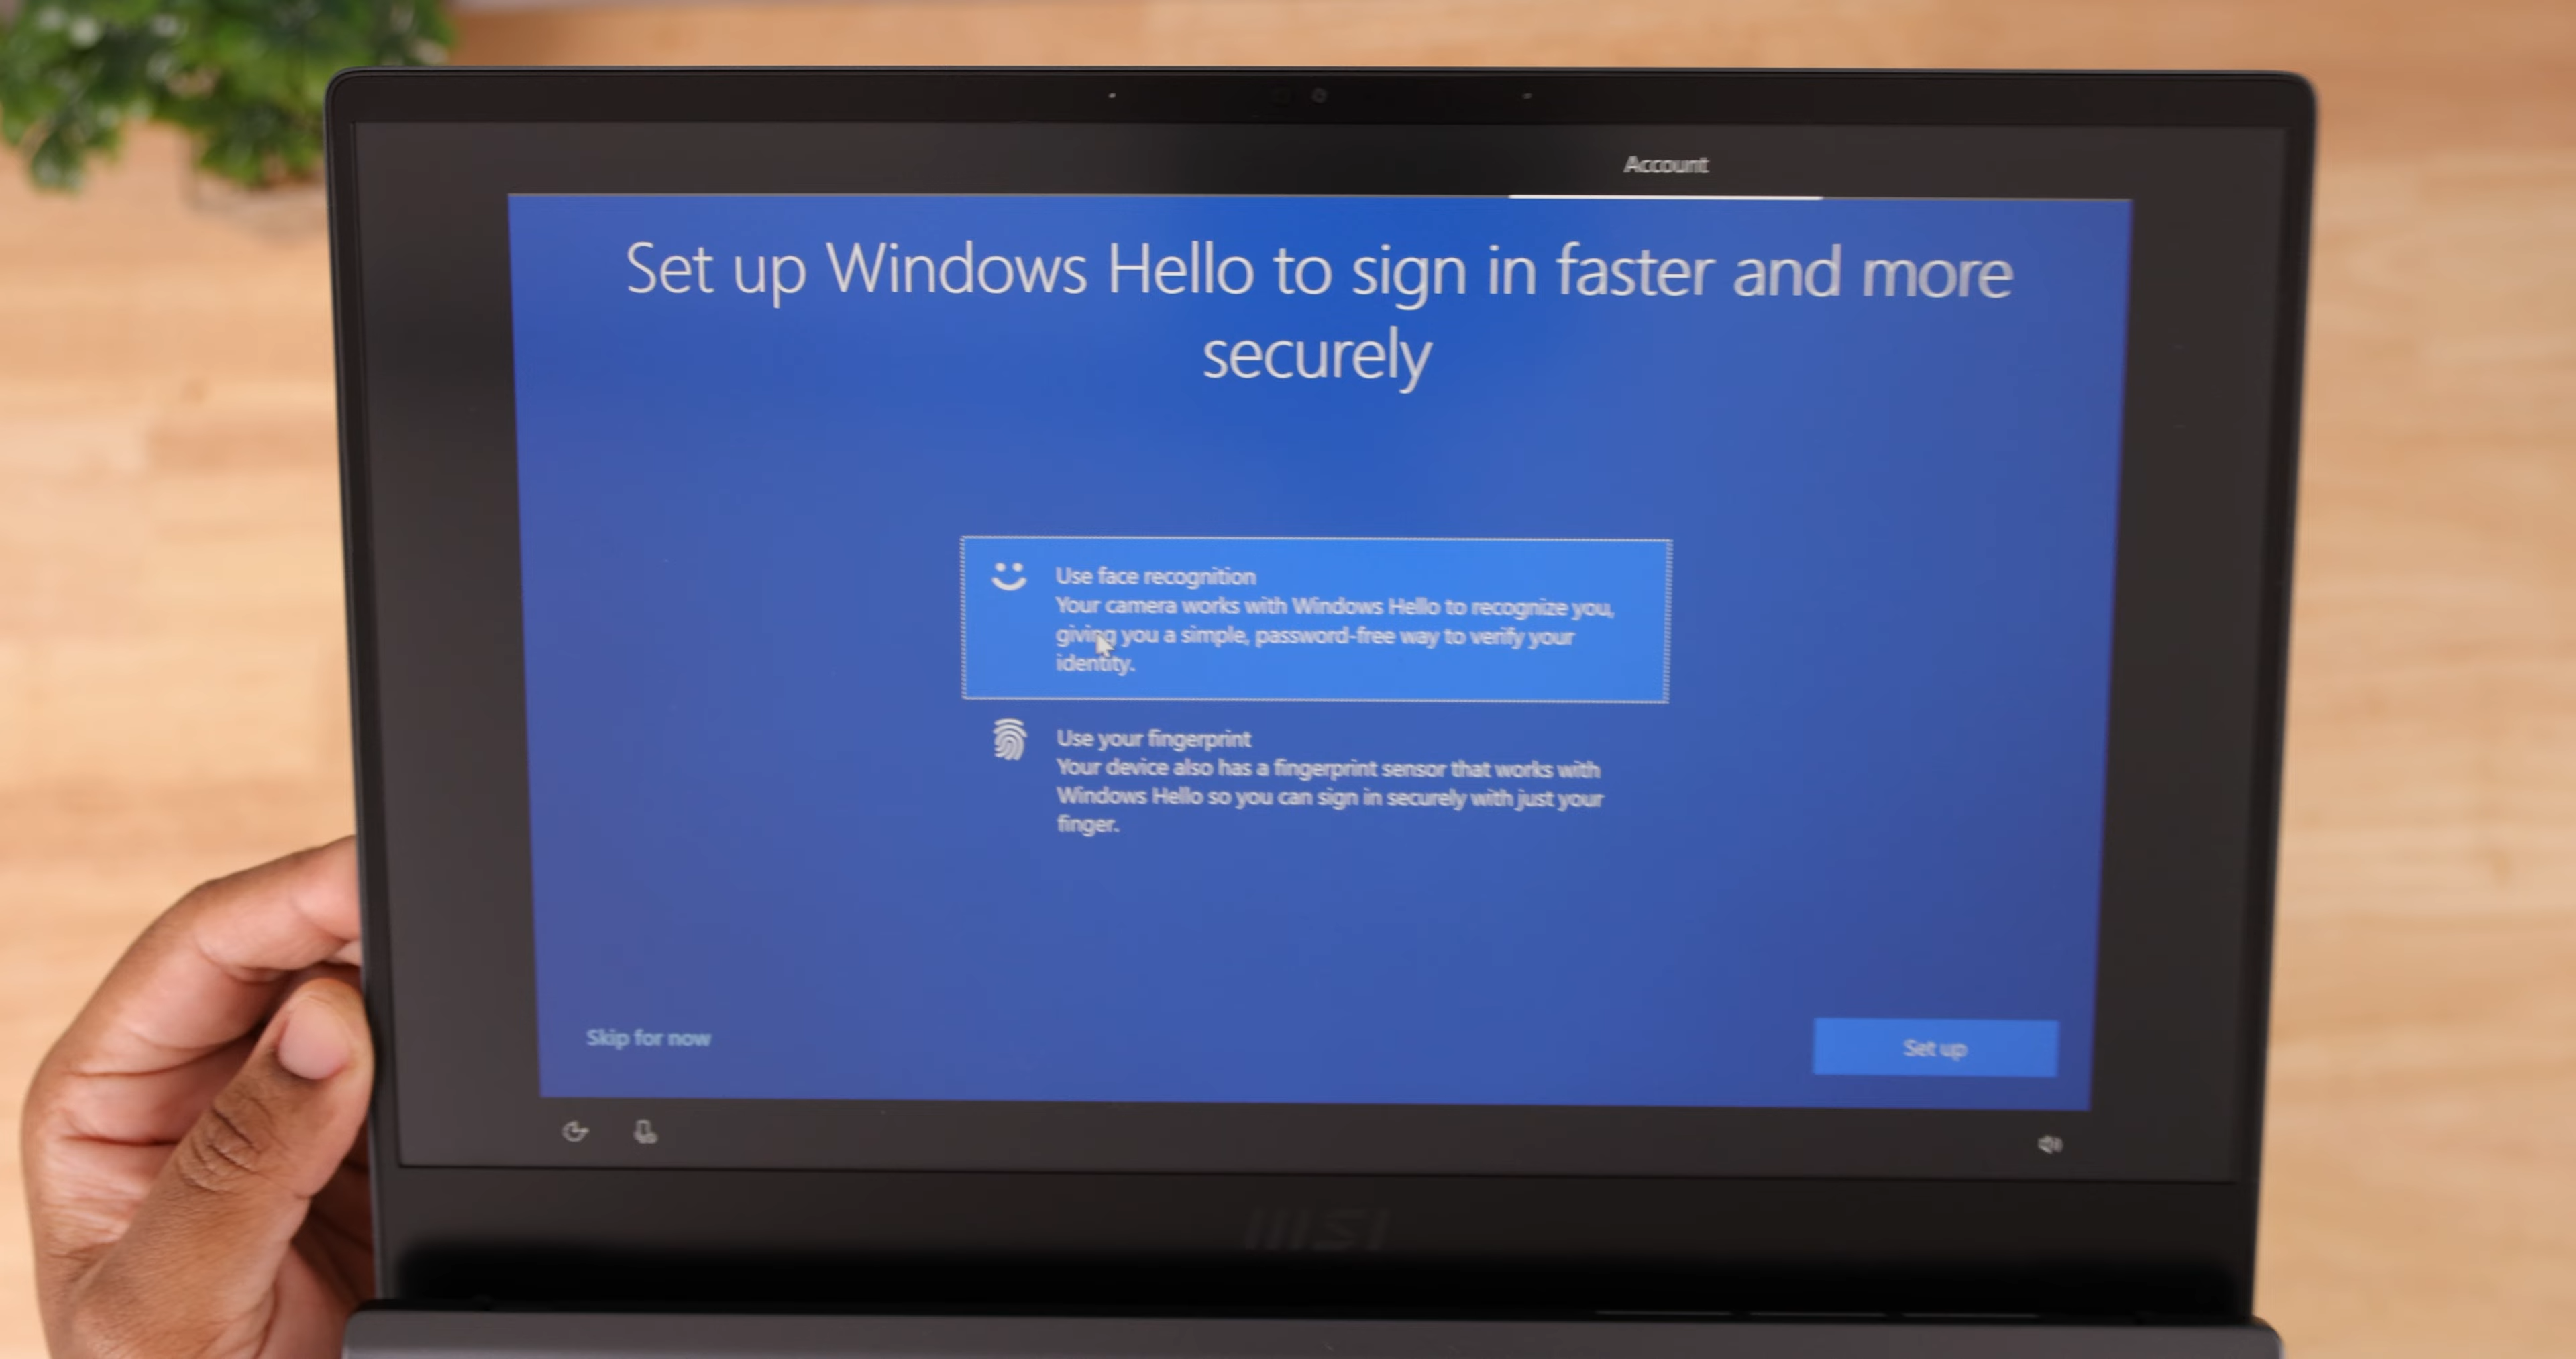 Account
Set up Windows Hello to sign in faster and more
securely
Use face recognition
Your camera works with Windows Hello to recognize you,
giving you a simple, password-free way to verify your
identity.
Use your fingerprint
Your device also has a fingerprint sensor that works with
Windows Hello so you can sign in securely with just your
finger.
Skip for now
Set up
msi